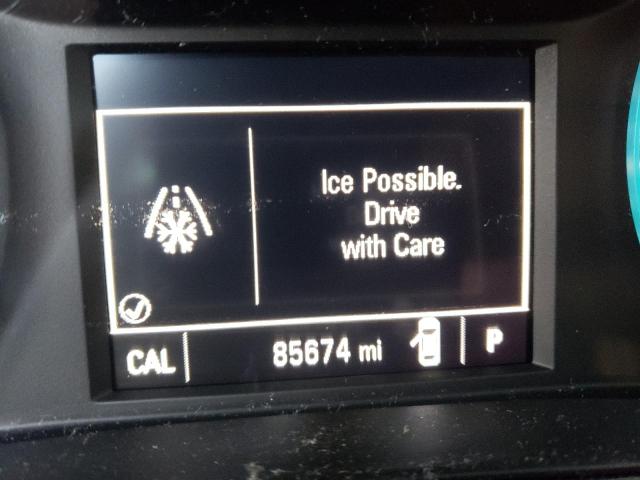 Ice Possible.
Drive
with Care
CAL
85674 mi
P